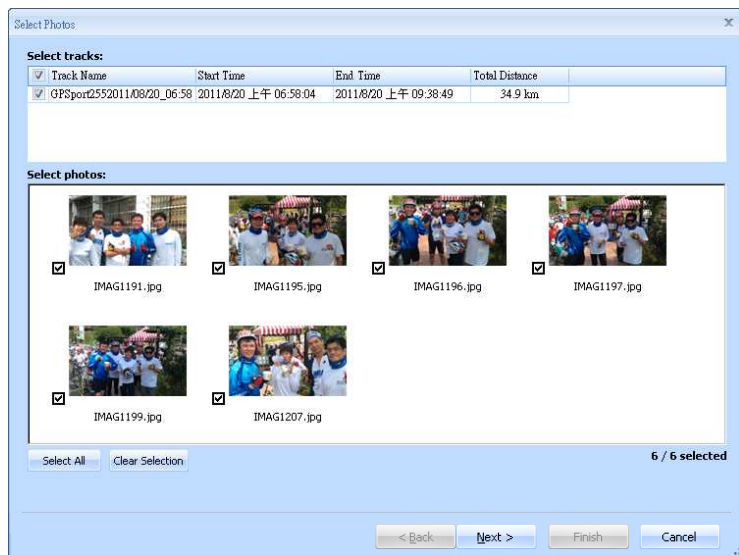 Select Photos
Select tracks:
Track Name Start Time End Time Total Distance
GPSport2552011/08/20_06:58 2011/8/20 上午 06:58:04 2011/8/20 上午 09:38:49 34.9 km
Select photos:
IMAG1191.jpg IMAG1195.jpg IMAG1196.jpg IMAG1197.jpg
IMAG1199.jpg IMAG1207.jpg
Select All Clear Selection 6 / 6 selected
< Back Next > Finish Cancel